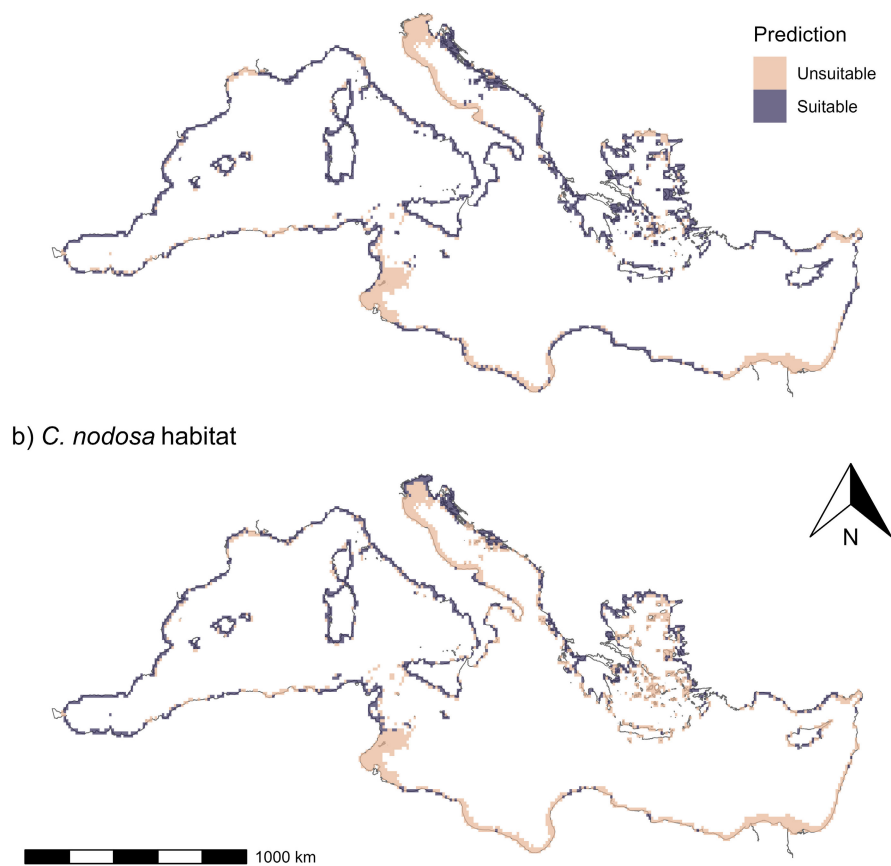 Prediction
Unsuitable
Suitable
b) C. nodosa habitat
N
1000 km